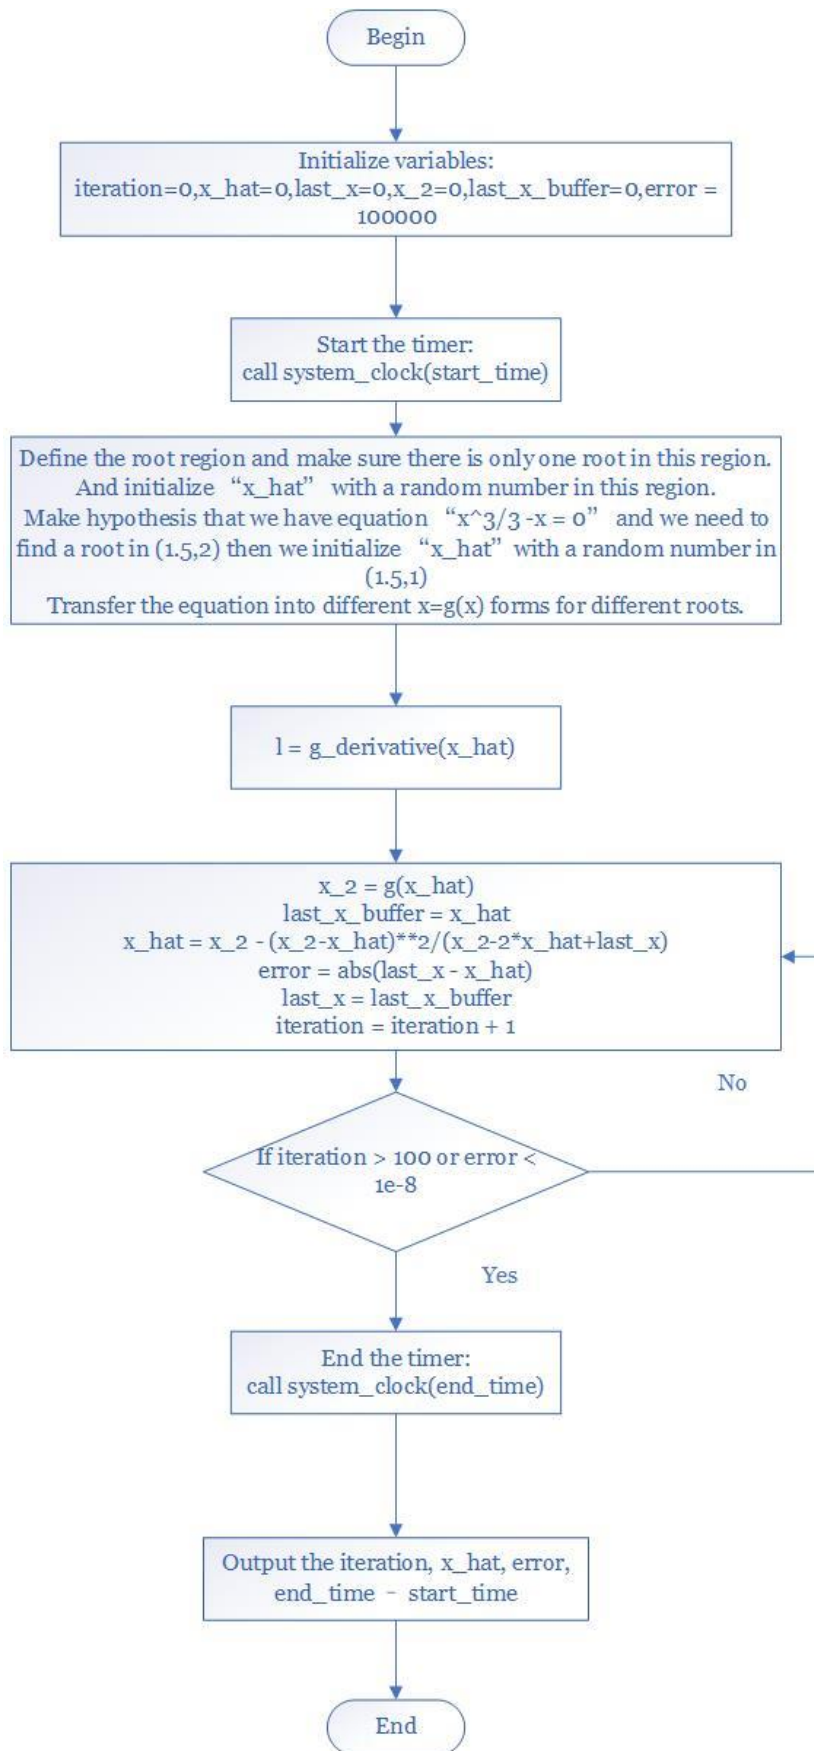 Begin
Initialize variables:
iteration=0,x_hat=0,last_x=0,x_2=0,last_x_buffer=0,error =
100000
Start the timer:
call system_clock(start_time)
Define the root region and make sure there is only one root in this region.
And initialize “x_hat” with a random number in this region.
Make hypothesis that we have equation “x^3/3 -x = 0” and we need to
find a root in (1.5,2) then we initialize “x_hat” with a random number in
(1.5,1)
Transfer the equation into different x=g(x) forms for different roots.
l = g_derivative(x_hat)
x_2 = g(x_hat)
last_x_buffer = x_hat
x_hat = x_2 - (x_2-x_hat)**2/(x_2-2*x_hat+last_x)
error = abs(last_x - x_hat)
last_x = last_x_buffer
iteration = iteration + 1
No
If iteration > 100 or error <
1e-8
Yes
End the timer:
call system_clock(end_time)
Output the iteration, x_hat, error,
end_time - start_time
End